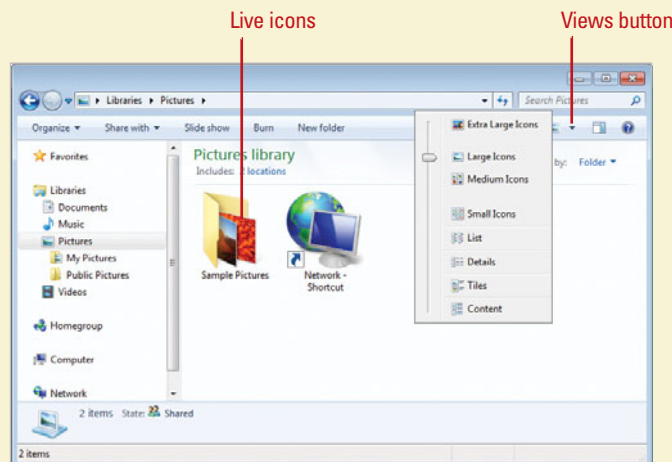 Live icons
Views button
Libraries Pictures
Search Pictures
Organize Share with Slide show Burn New folder
Extra Large Icons
Large Icons
Medium Icons
Small Icons
List
Details
Tiles
Content
by: Folder
Favorites
Libraries
Documents
Music
Pictures
My Pictures
Public Pictures
Videos
Homegroup
Computer
Network
Pictures library
Includes: 2 locations
Sample Pictures
Network -
Shortcut
2 items State: Shared
2 items